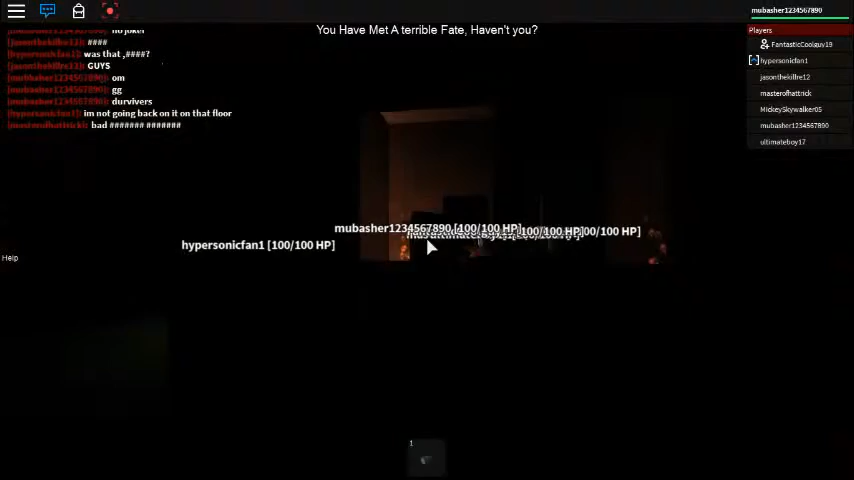 mubasher1234567890
You Have Met A terrible Fate, Haven't you?
Players
no joker
FantasticCoolguy19
[jasonthekillre12]: ####
[hypersonicfan1]: was that ,####?
hypersonicfan1
[jasonthekillre12]: GUYS
jasonthekillre12
[mubasher1234567890]: om
[mubasher1234567890]: gg
masterofhattrick
[mubasher1234567890]: durvivers
MickeySkywalker05
[hypersonicfan1]: im not going back on it on that floor
[masterofhattrick]: bad ####### #######
mubasher1234567890
ultimateboy17
mubasher1234567890 [100/100 HP]
hypersonicfan1 [100/100 HP]
Help
1